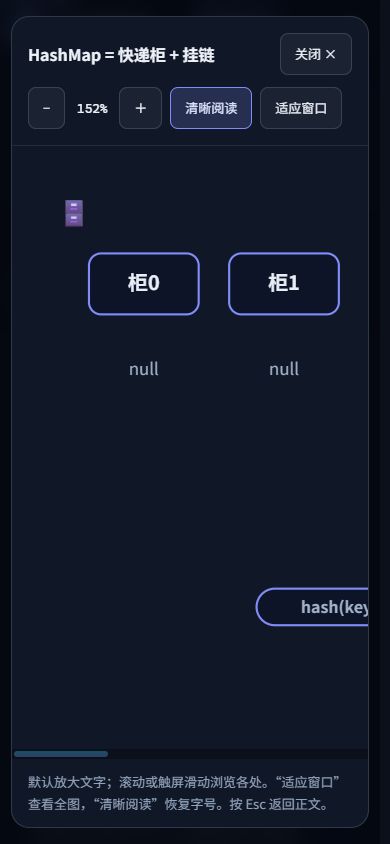 HashMap = 快递柜 + 挂链
关闭 ×
- 152% + 清晰阅读 适应窗口
柜0 柜1
null null
hash(key
默认放大文字；滚动或触屏滑动浏览各处。“适应窗口”
查看全图，“清晰阅读”恢复字号。按 Esc 返回正文。